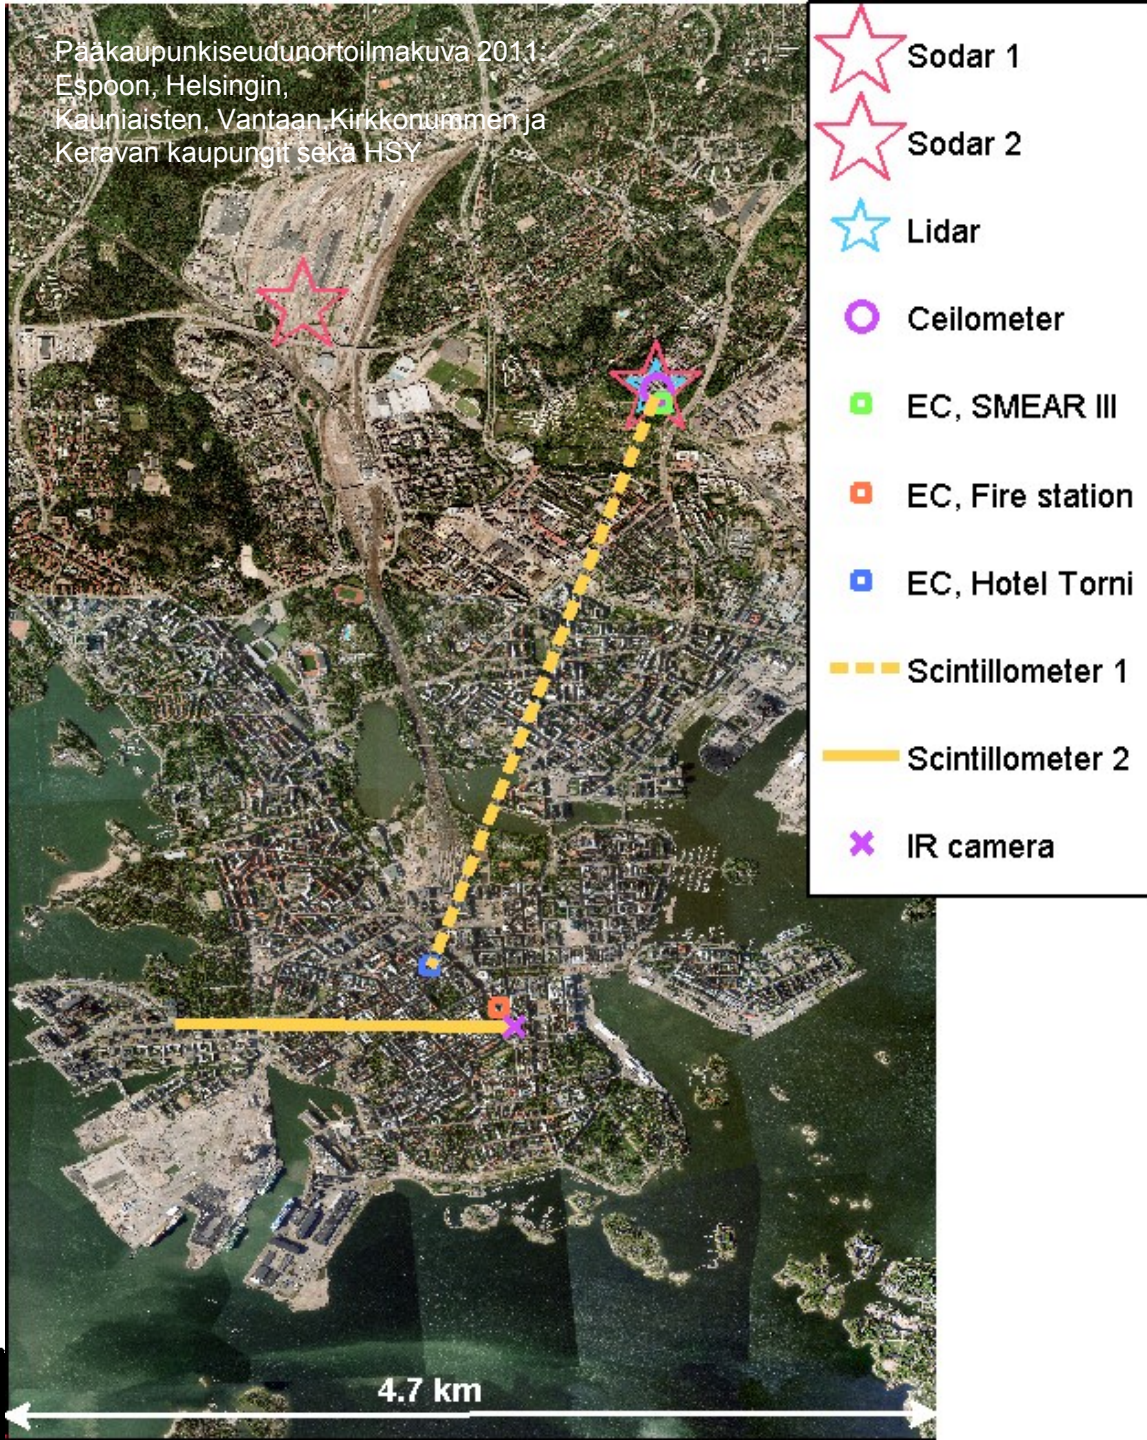 Pääkaupunkiseudunortoilmakuva 2011:
Espoon, Helsingin,
Kauniaisten, Vantaan,Kirkkonummen ja
Keravan kaupungit sekä HSY
Sodar 1
Sodar 2
Lidar
Ceilometer
EC, SMEAR III
EC, Fire station
EC, Hotel Torni
Scintillometer 1
Scintillometer 2
IR camera
4.7 km